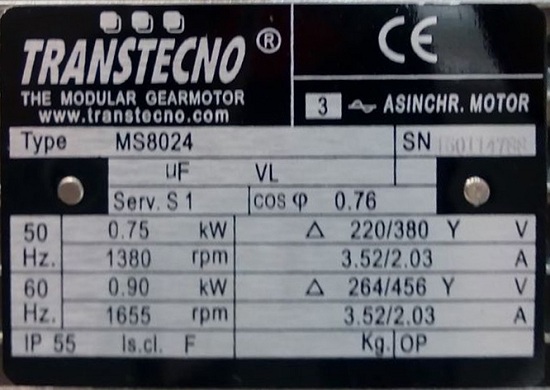 TRANSTECNO ®
THE MODULAR GEARMOTOR
www.transtecno.com
CE
3 ASINCHR. MOTOR
Type MS8024 SN
µF VL
Serv. S 1 cos φ 0.76
50 Hz. 0.75 kW Δ 220/380 Y V
1380 rpm 3.52/2.03 A
60 Hz. 0.90 kW Δ 264/456 Y V
1655 rpm 3.52/2.03 A
IP 55 Is.cl. F Kg. OP